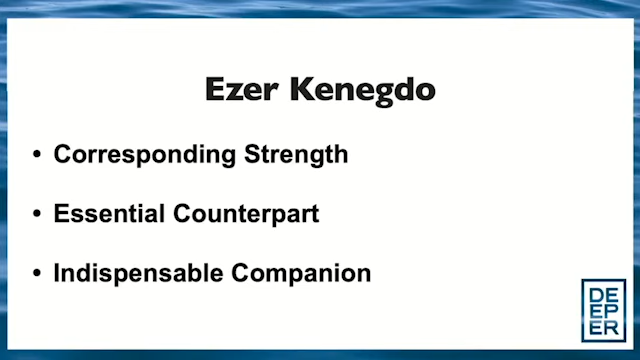 Ezer Kenegdo
• Corresponding Strength
• Essential Counterpart
• Indispensable Companion
DE
EP
ER